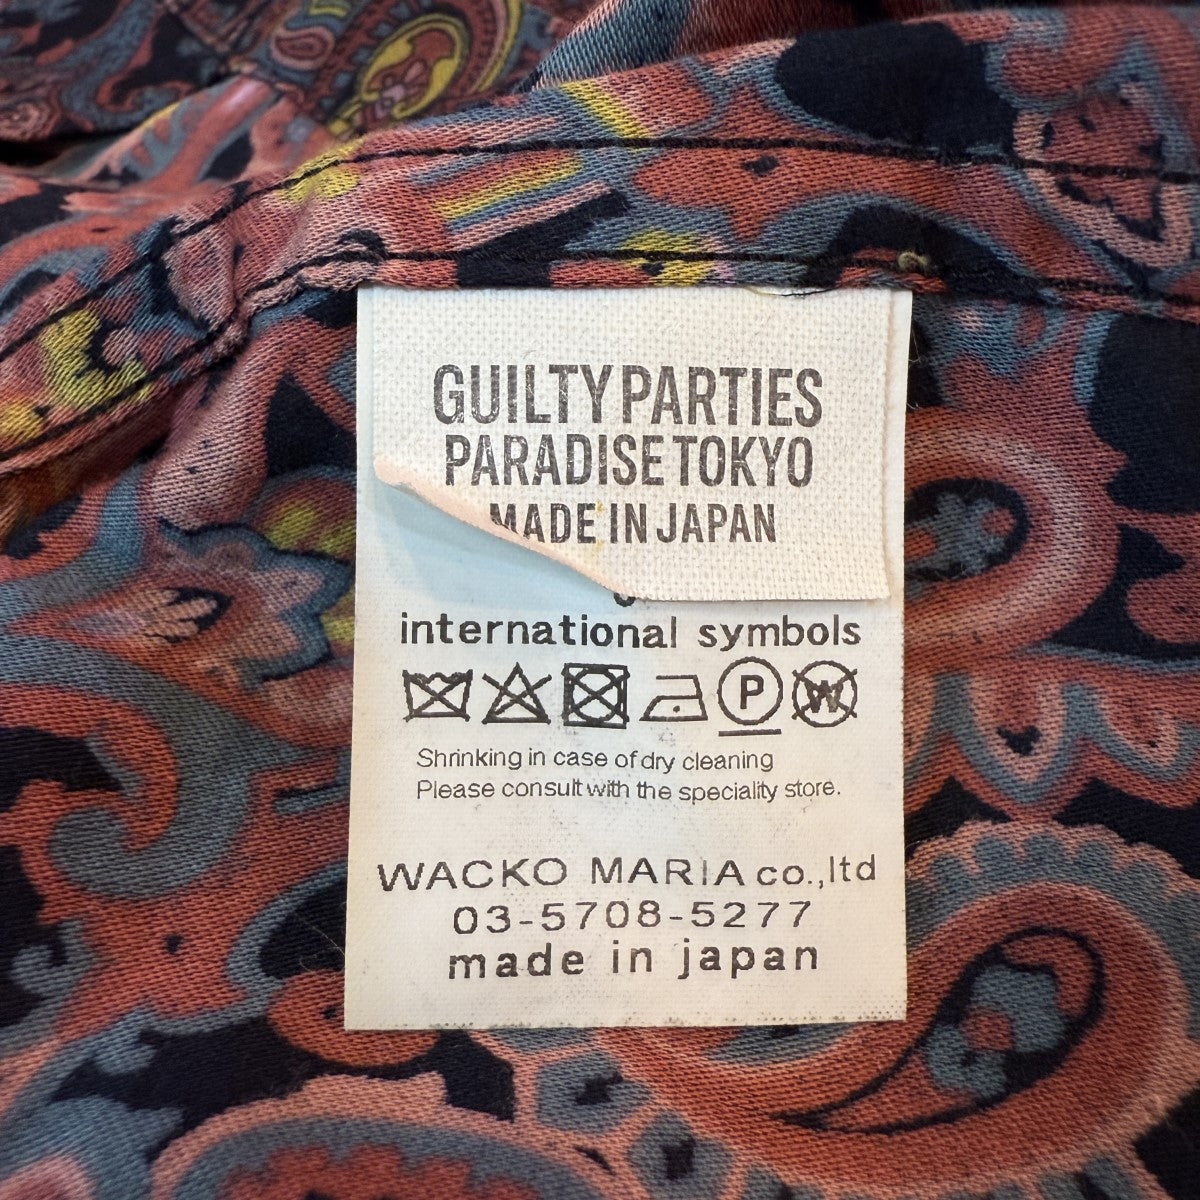 GUILTY PARTIES
PARADISE TOKYO
MADE IN JAPAN
international symbols
P
W
Shrinking in case of dry cleaning
Please consult with the speciality store.
WACKO MARIA co.,ltd
03-5708-5277
made in japan